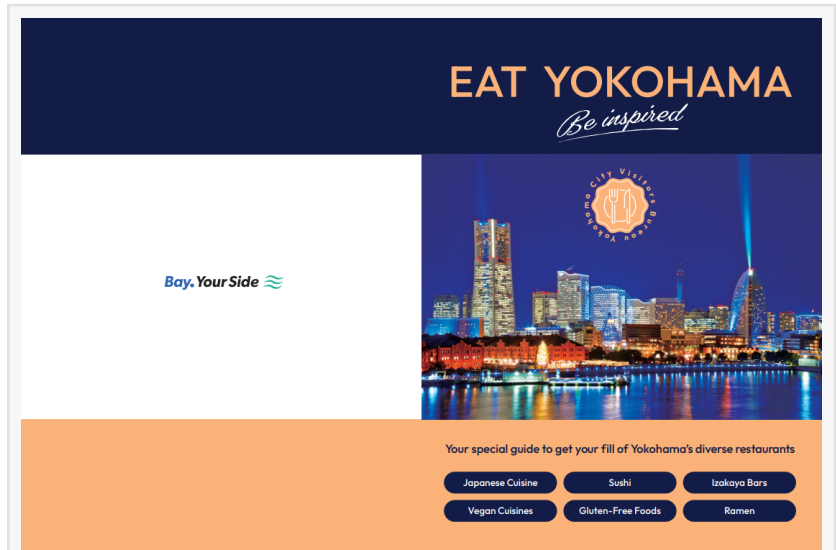 EAT YOKOHAMA
Be inspired
Yokohama City Visitors Bureau
Bay. Your Side
Your special guide to get your fill of Yokohama's diverse restaurants
Japanese Cuisine
Sushi
Izakaya Bars
Vegan Cuisines
Gluten-Free Foods
Ramen